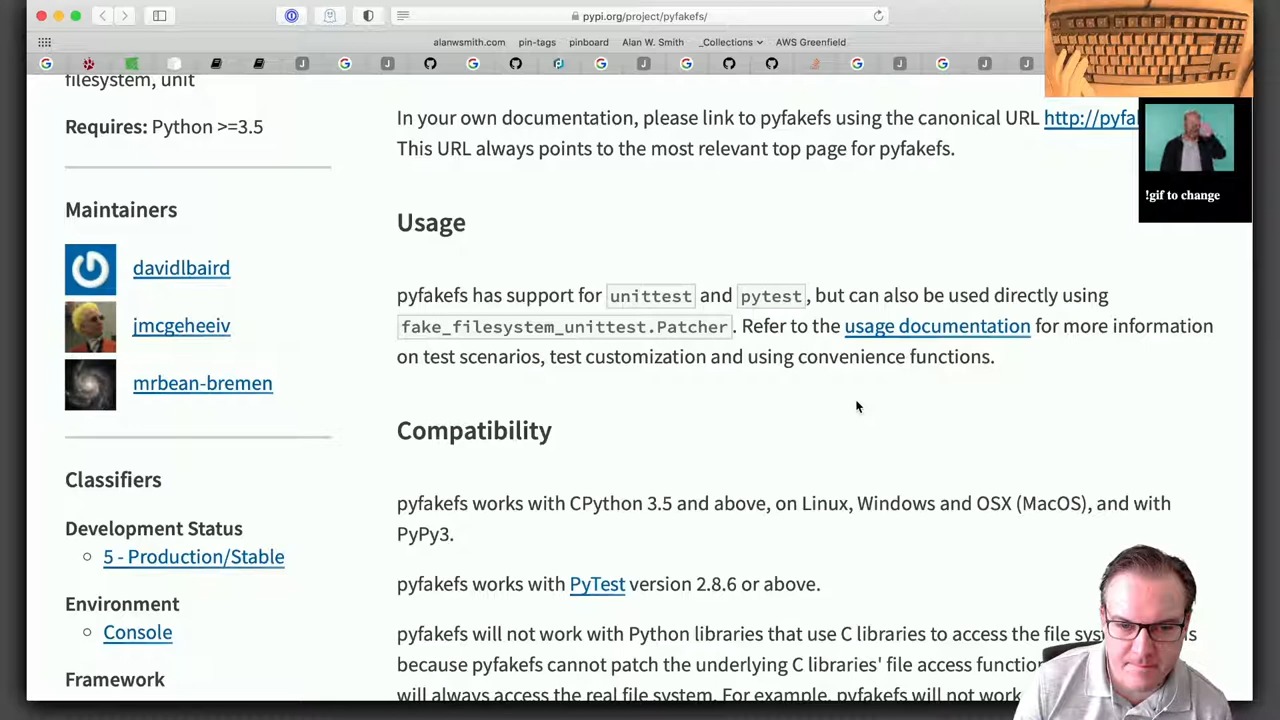 pypi.org/project/pyfakefs/
alanwsmith.com pin-tags pinboard Alan W. Smith _Collections AWS Greenfield
filesystem, unit
Requires: Python >=3.5
Maintainers
davidlbaird
jmcgeheeiv
mrbean-bremen
Classifiers
Development Status
5 - Production/Stable
Environment
Console
Framework
In your own documentation, please link to pyfakefs using the canonical URL http://pyfa
This URL always points to the most relevant top page for pyfakefs.
Usage
pyfakefs has support for unittest and pytest, but can also be used directly using
fake_filesystem_unittest.Patcher. Refer to the usage documentation for more information
on test scenarios, test customization and using convenience functions.
Compatibility
pyfakefs works with CPython 3.5 and above, on Linux, Windows and OSX (MacOS), and with
PyPy3.
pyfakefs works with PyTest version 2.8.6 or above.
pyfakefs will not work with Python libraries that use C libraries to access the file
because pyfakefs cannot patch the underlying C libraries' file access
will always access the real file system. For example, pyfakefs will not work
!gif to change